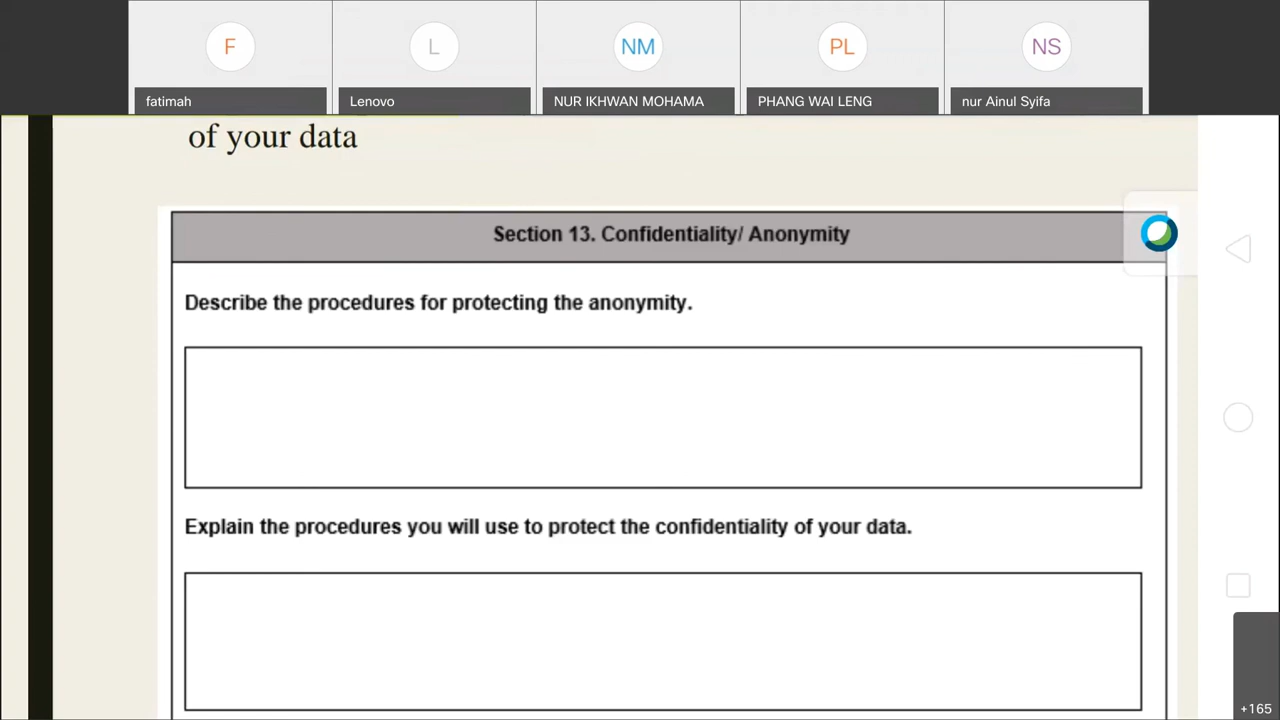 F
L
NM
PL
NS
fatimah
Lenovo
NUR IKHWAN MOHAMA
PHANG WAI LENG
nur Ainul Syifa
of your data
Section 13. Confidentiality/ Anonymity
Describe the procedures for protecting the anonymity.
Explain the procedures you will use to protect the confidentiality of your data.
+165